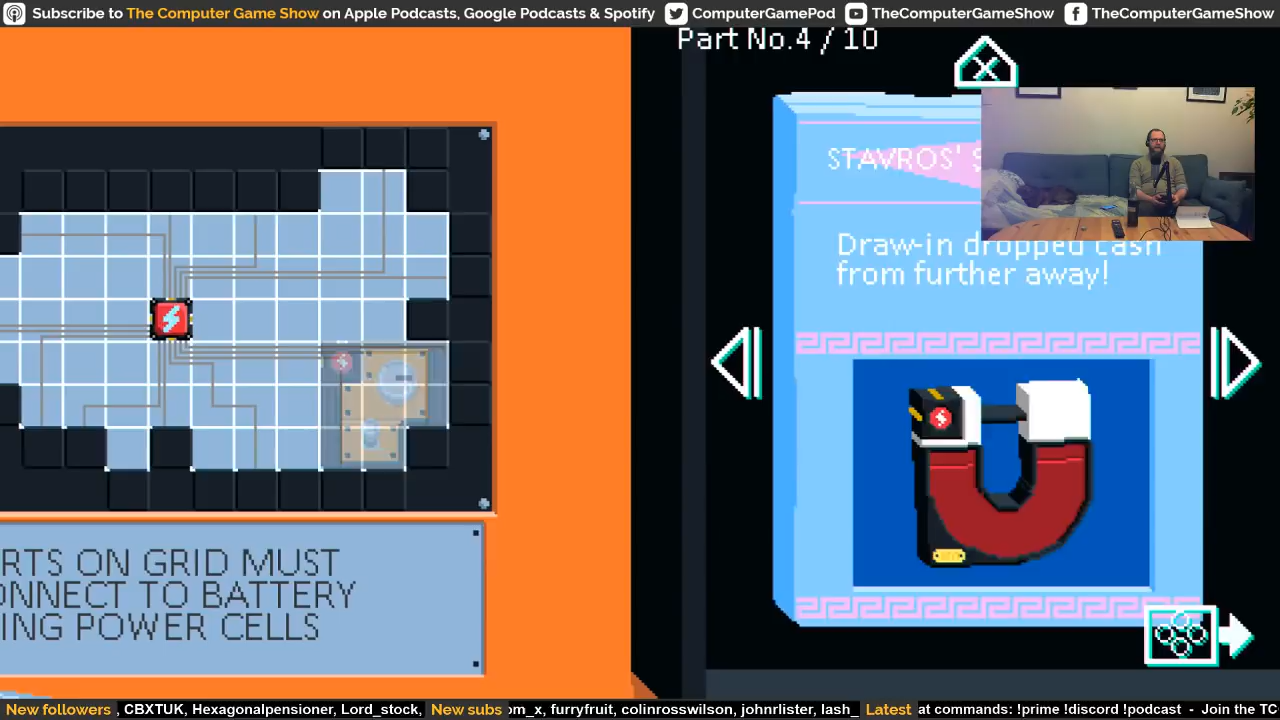 Subscribe to The Computer Game Show on Apple Podcasts, Google Podcasts & Spotify
ComputerGamePod
TheComputerGameShow
TheComputerGameShow
Part No.4 / 10
STAVROS'
Draw-in dropped cash
from further away!
RTS ON GRID MUST
ONNECT TO BATTERY
ING POWER CELLS
New followers , CBXTUK, Hexagonalpensioner, Lord_stock, New subs om_x, furryfruit, colinrosswilson, johnrlister, lash_ Latest at commands: !prime !discord !podcast - Join the TC